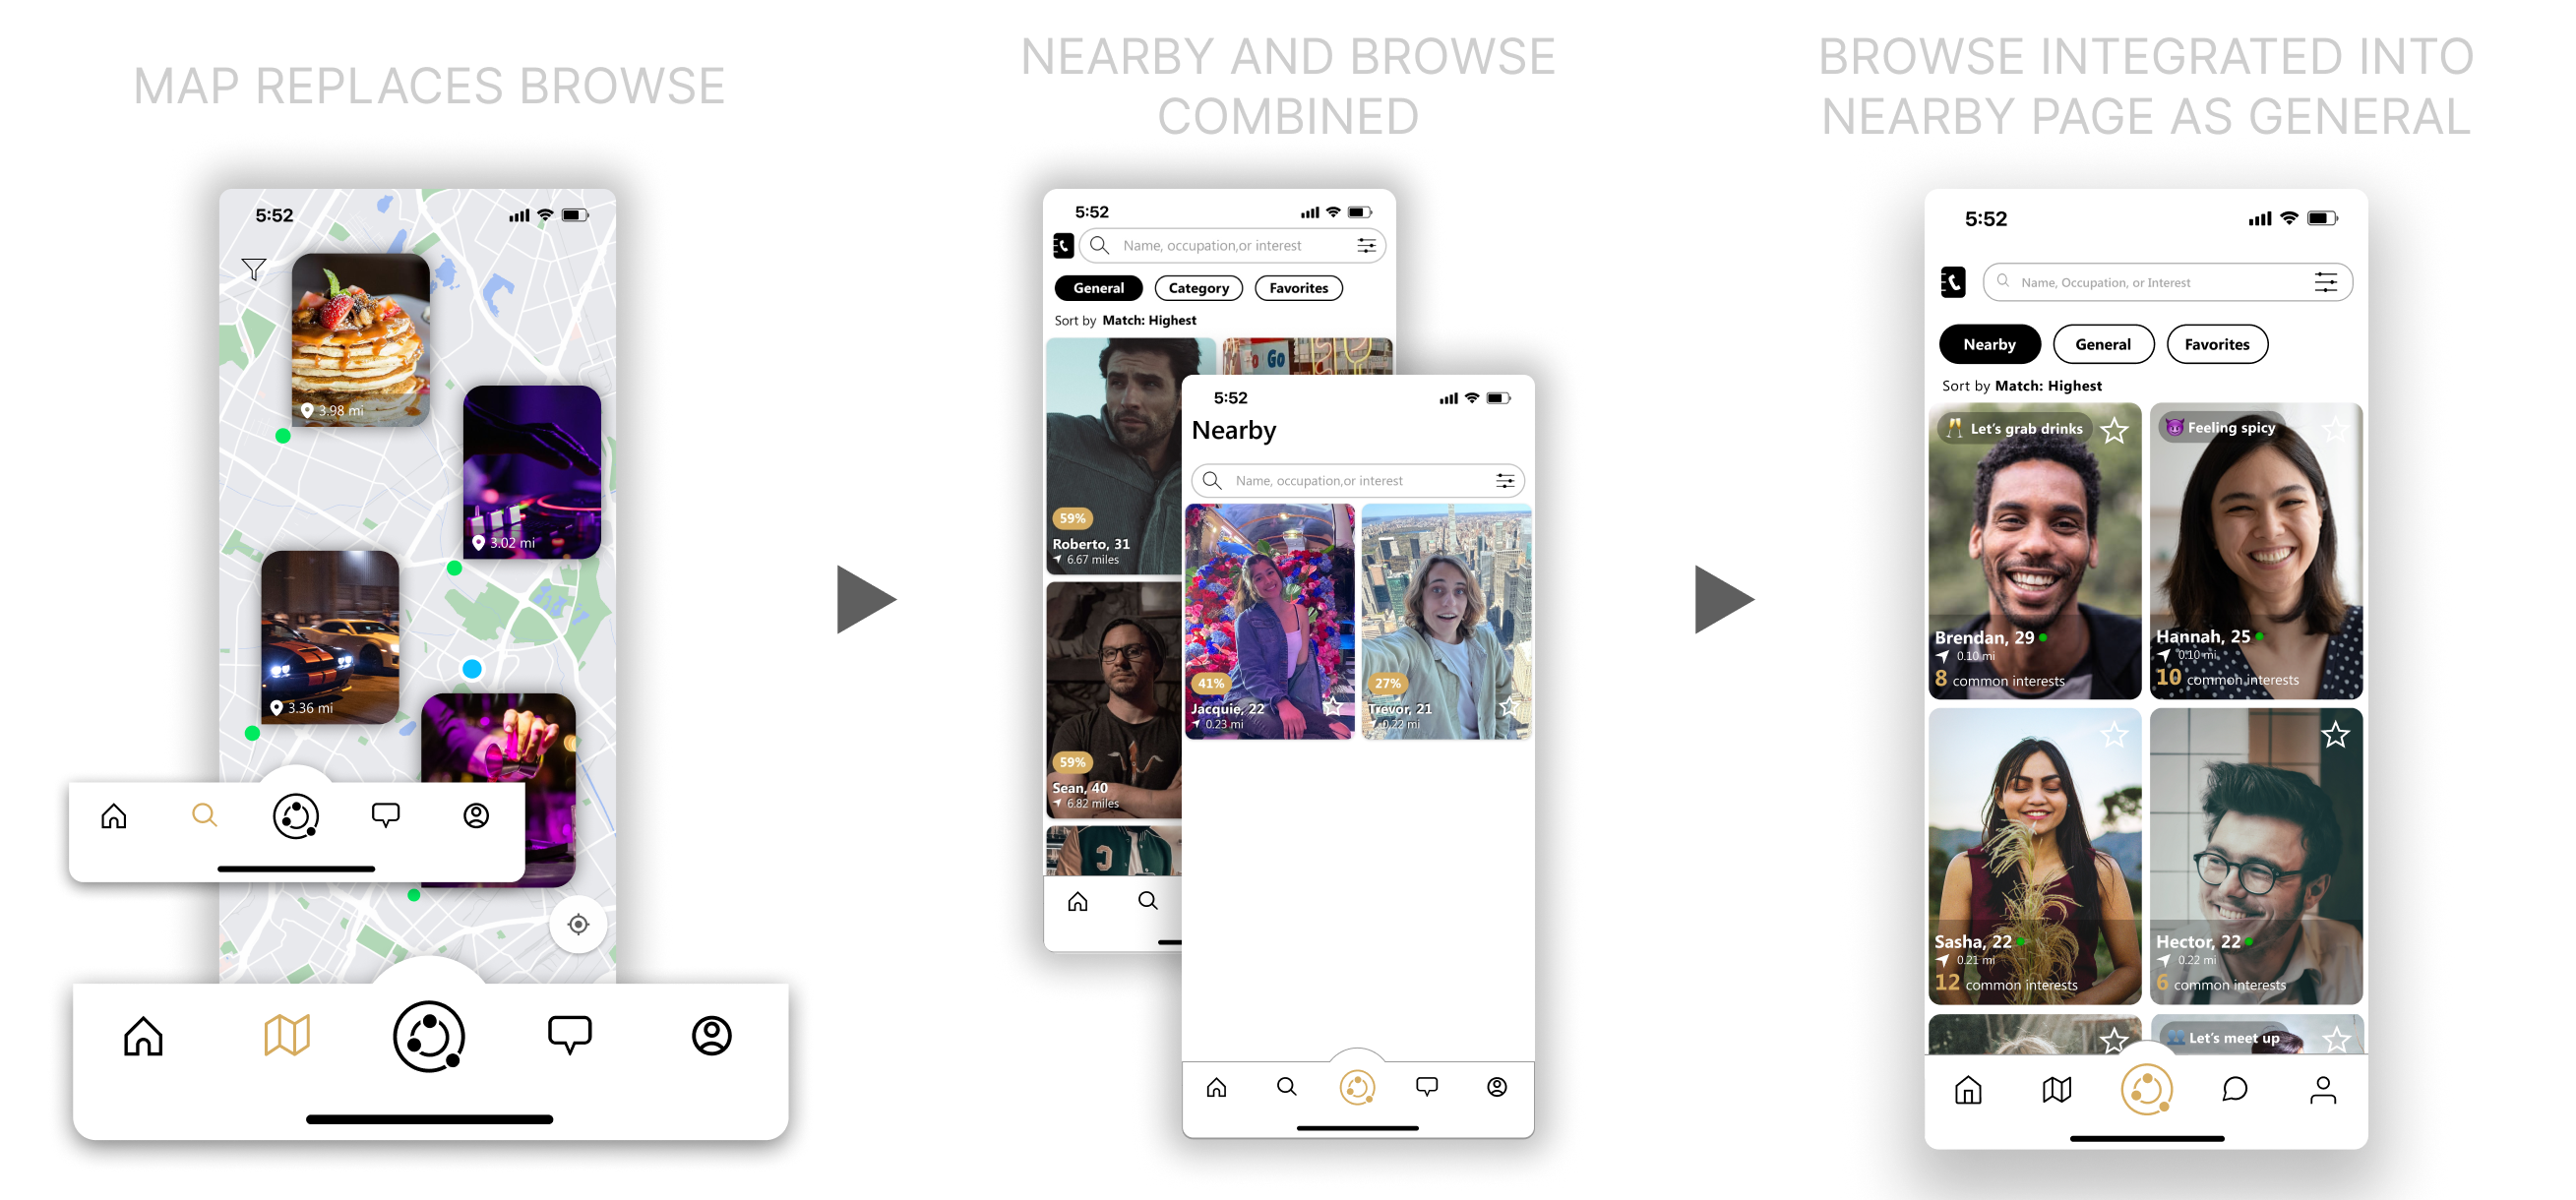 MAP REPLACES BROWSE
NEARBY AND BROWSE
COMBINED
BROWSE INTEGRATED INTO
NEARBY PAGE AS GENERAL
5:52
3.98 mi
3.02 mi
3.36 mi
5:52
Name, occupation,or interest
General
Category
Favorites
Sort by Match: Highest
Go
59%
Roberto, 31
6.67 miles
59%
Sean, 40
6.82 miles
C
5:52
Nearby
Name, occupation,or interest
41%
Jacquie, 22
0.23 mi
27%
Trevor, 21
0.22 mi
5:52
Name, Occupation, or Interest
Nearby
General
Favorites
Sort by Match: Highest
Let's grab drinks
Brendan, 29
0.10 mi
8 common interests
Feeling spicy
Hannah, 25
0.10 mi
10 common interests
Sasha, 22
0.21 mi
12 common interests
Hector, 22
0.22 mi
6 common interests
Let's meet up